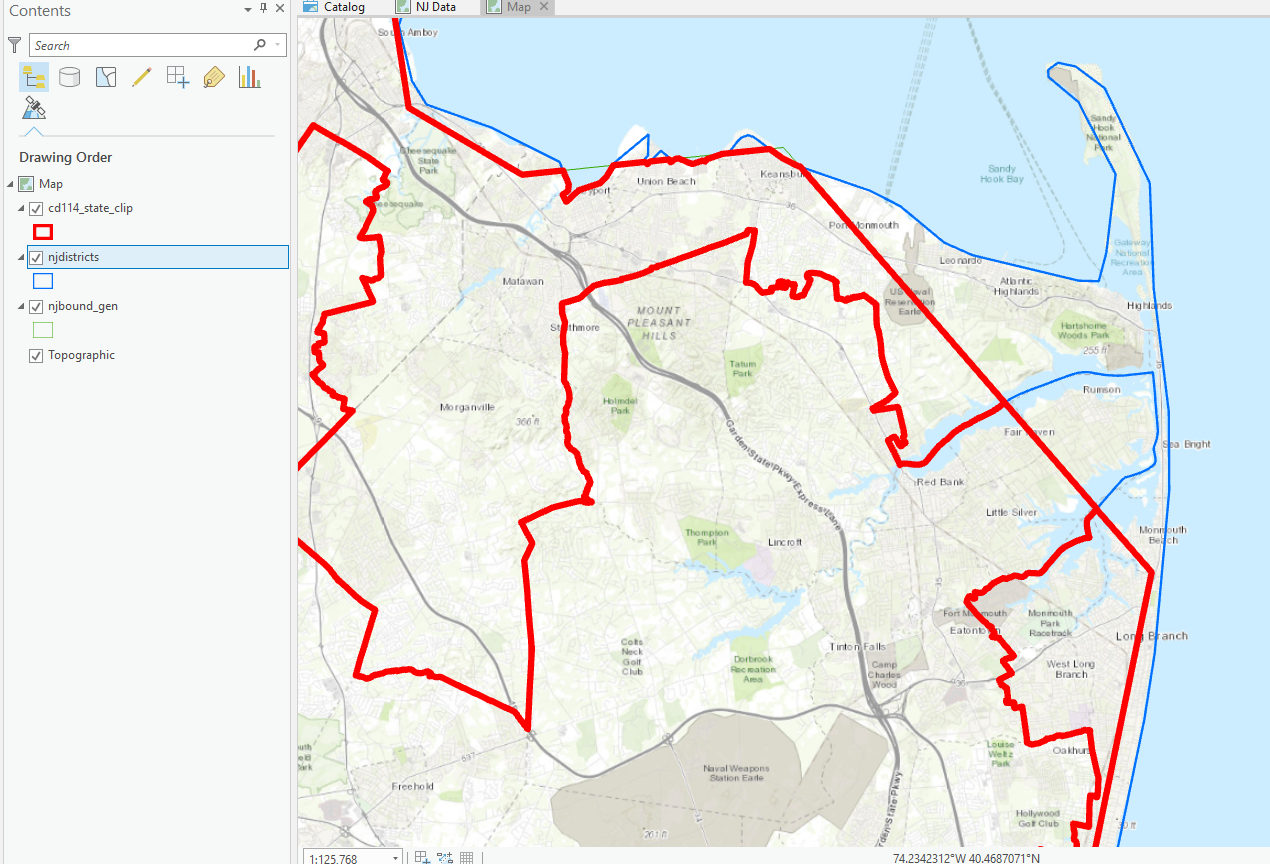 Contents
Catalog
NJ Data
Map
Search
Drawing Order
Map
cd114_state_clip
njdistricts
njbound_gen
Topographic
South Amboy
Cheesequake
State
Park
Cheesequake
Union Beach
Keansburg
35
Port Monmouth
Sandy
Hook
National
Park
Sandy
Hook Bay
Gateway
National
Recreation
Area
Leonardo
Atlantic
Highlands
Highlands
Matawan
US Naval
Reservation
Earle
MOUNT
PLEASANT
HILLS
Strathmore
Hartshorne
Woods Park
255 ft
Tatum
Park
Rumson
Holmdel
Park
Morganville
366 ft
Garden State Pkwy Express Lane
Fair Haven
Sea Bright
Red Bank
Little Silver
Monmouth
Beach
Thompson
Park
Lincroft
35
Fort Monmouth
Eatontown
Monmouth
Park
Racetrack
Long Branch
Colts
Neck
Golf
Club
Tinton Falls
Dorbrook
Recreation
Area
Camp
Charles
Wood
West Long
Branch
36
Louise
Weltz
Park
Oakhurst
Naval Weapons
Station Earle
Freehold
34
Garden State Pkwy
Hollywood
Golf Club
30 ft
261 ft
1:125,768
74.2342312°W 40.4687071°N